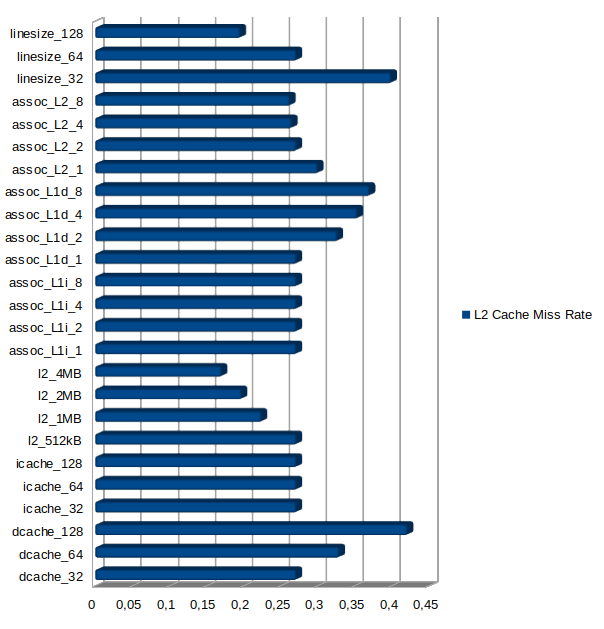 linesize_128
linesize_64
linesize_32
assoc_L2_8
assoc_L2_4
assoc_L2_2
assoc_L2_1
assoc_L1d_8
assoc_L1d_4
assoc_L1d_2
assoc_L1d_1
assoc_L1i_8
assoc_L1i_4
assoc_L1i_2
assoc_L1i_1
l2_4MB
l2_2MB
l2_1MB
l2_512kB
icache_128
icache_64
icache_32
dcache_128
dcache_64
dcache_32
0 0,05 0,1 0,15 0,2 0,25 0,3 0,35 0,4 0,45
L2 Cache Miss Rate